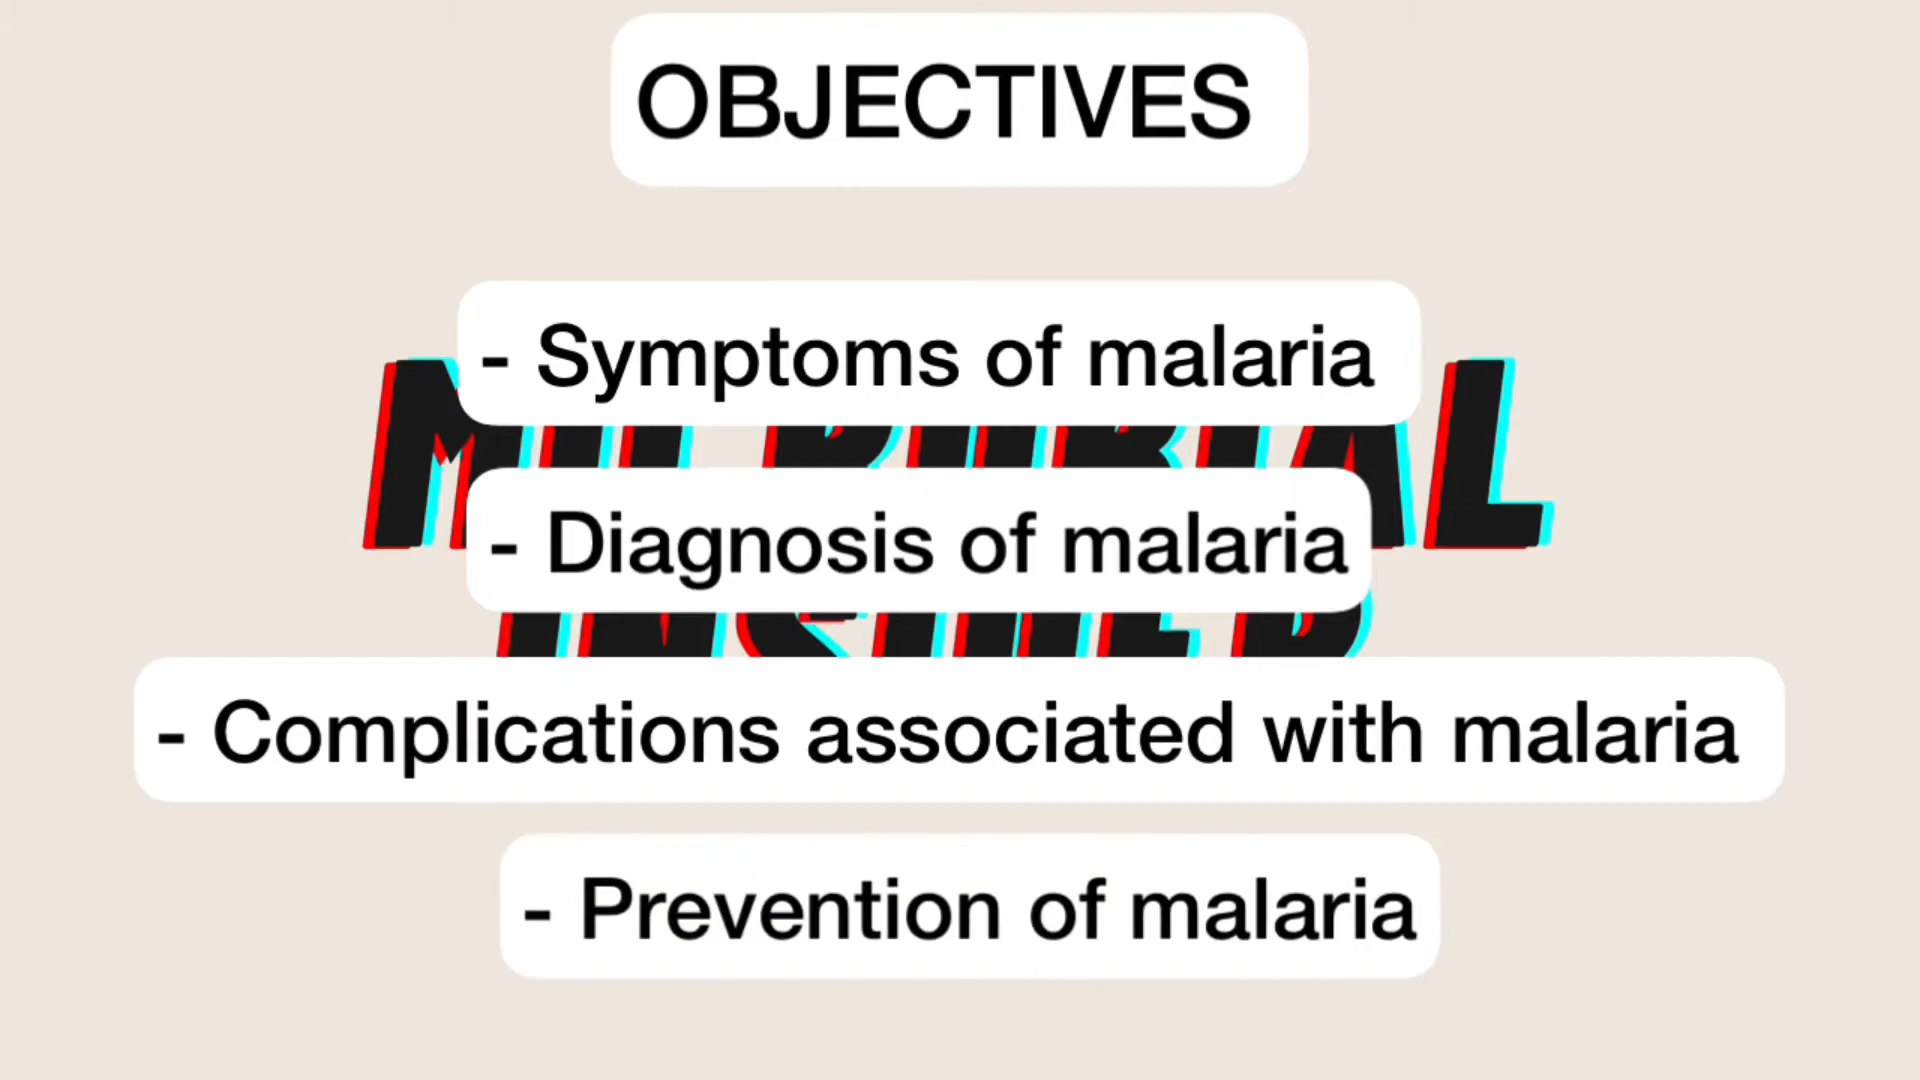 OBJECTIVES
- Symptoms of malaria
- Diagnosis of malaria
- Complications associated with malaria
- Prevention of malaria